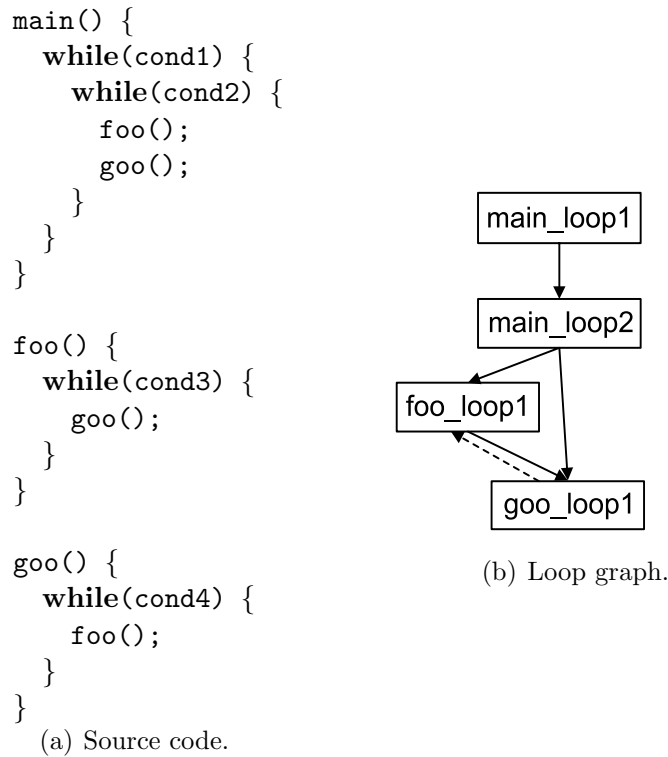 main() {
while(cond1) {
while(cond2) {
foo();
goo();
}
}
}
foo() {
while(cond3) {
goo();
}
}
goo() {
while(cond4) {
foo();
}
}
(a) Source code.
main_loop1
main_loop2
foo_loop1
goo_loop1
(b) Loop graph.